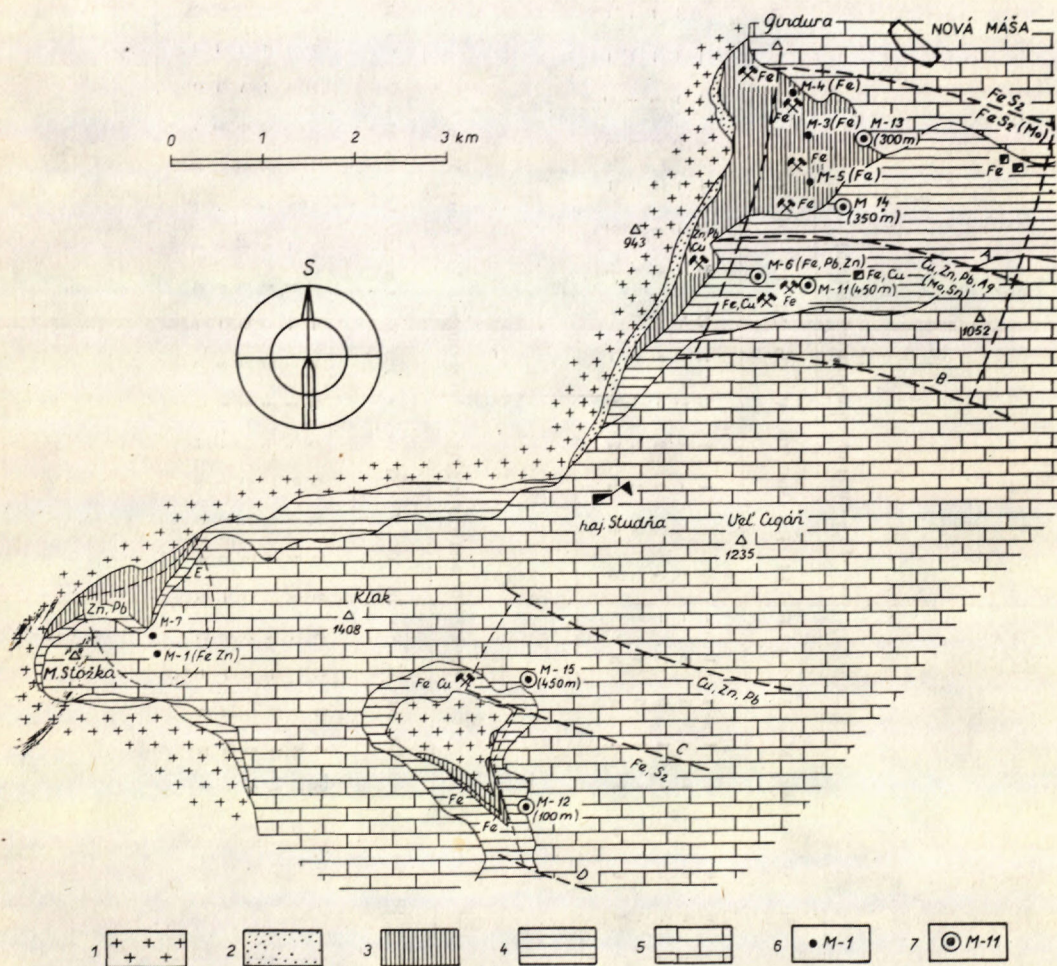 Gindura
NOVÁ MÁŠA
Fe
M-4 (Fe)
Fe
FeS₂
FeS₂ (Mo)
M-3 (Fe)
M-13
(300m)
0 1 2 3 km
Fe
M-5 (Fe)
Fe
Fe
M 14
(350m)
943
Zn, Pb
Cu
A
M-6 (Fe, Pb, Zn)
Fe, Cu
Cu, Zn, Pb, Ag
(Mo, Sn)
M-11 (450m)
Fe, Cu
Fe
S
1052
B
haj. Studňa
Veľ. Cigáň
1235
E
Zn, Pb
Klak
1408
M-7
M-1 (Fe Zn)
M. Stožka
M-15
(450m)
Fe Cu
Cu, Zn, Pb
C
Fe, S₂
Fe
M-12
(100m)
Fe
D
1 2 3 4 5 6 M-1 7 M-11